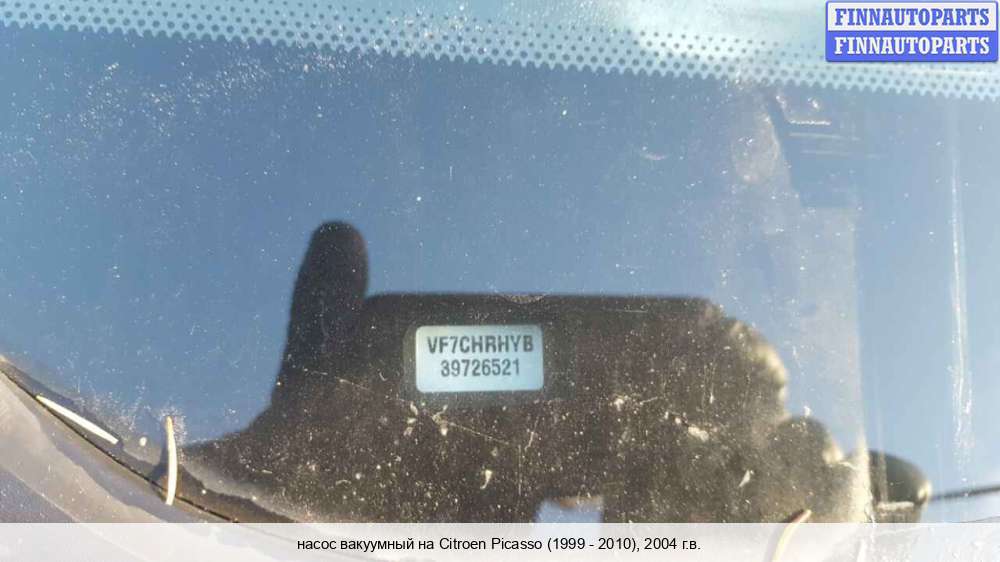 FINNAUTOPARTS
FINNAUTOPARTS
VF7CHRHYB
39726521
насос вакуумный на Citroen Picasso (1999 - 2010), 2004 г.в.